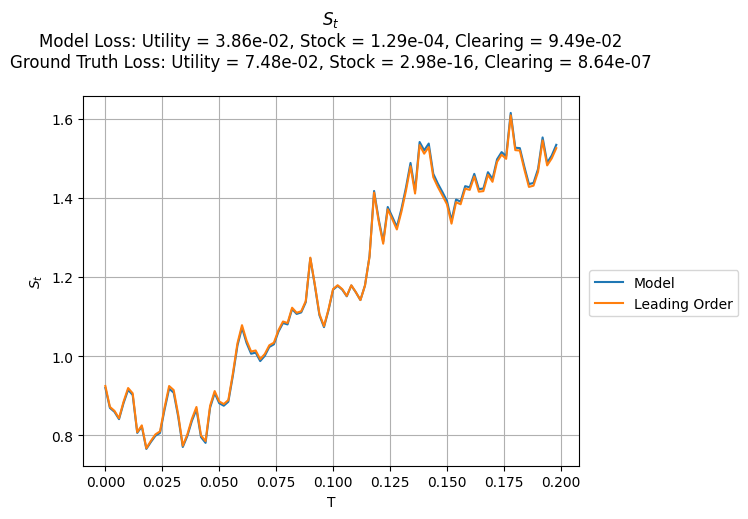 S_t
Model Loss: Utility = 3.86e-02, Stock = 1.29e-04, Clearing = 9.49e-02
Ground Truth Loss: Utility = 7.48e-02, Stock = 2.98e-16, Clearing = 8.64e-07
1.6
1.4
1.2
1.0
0.8
S_t
0.000
0.025
0.050
0.075
0.100
0.125
0.150
0.175
0.200
T
Model
Leading Order